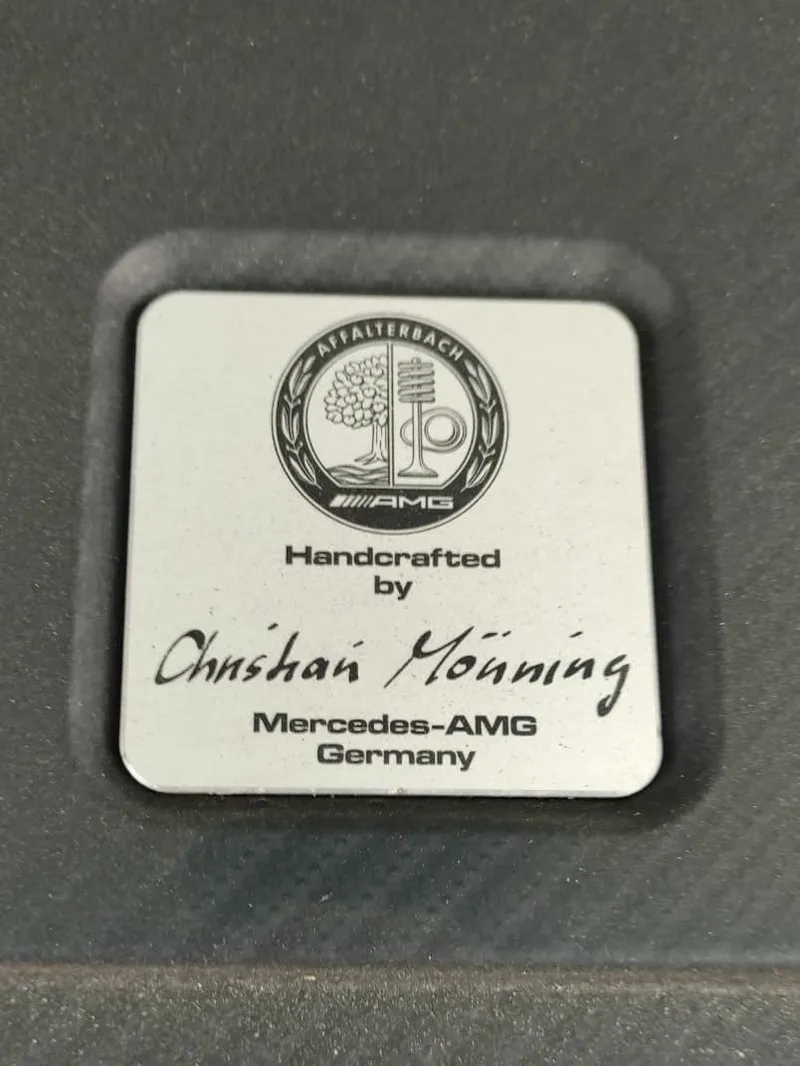 AFFALTERBACH
AMG
Handcrafted
by
Christian Mönning
Mercedes-AMG
Germany